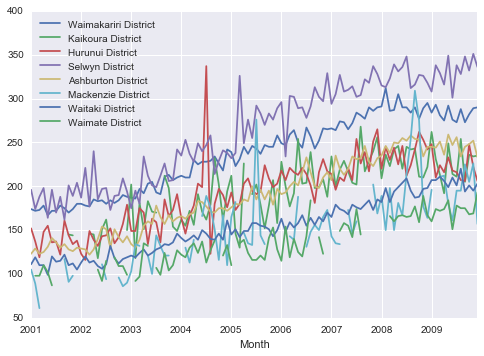 400
350
300
250
200
150
100
50
Waimakariri District
Kaikoura District
Hurunui District
Selwyn District
Ashburton District
Mackenzie District
Waitaki District
Waimate District
2001 2002 2003 2004 2005 2006 2007 2008 2009
Month